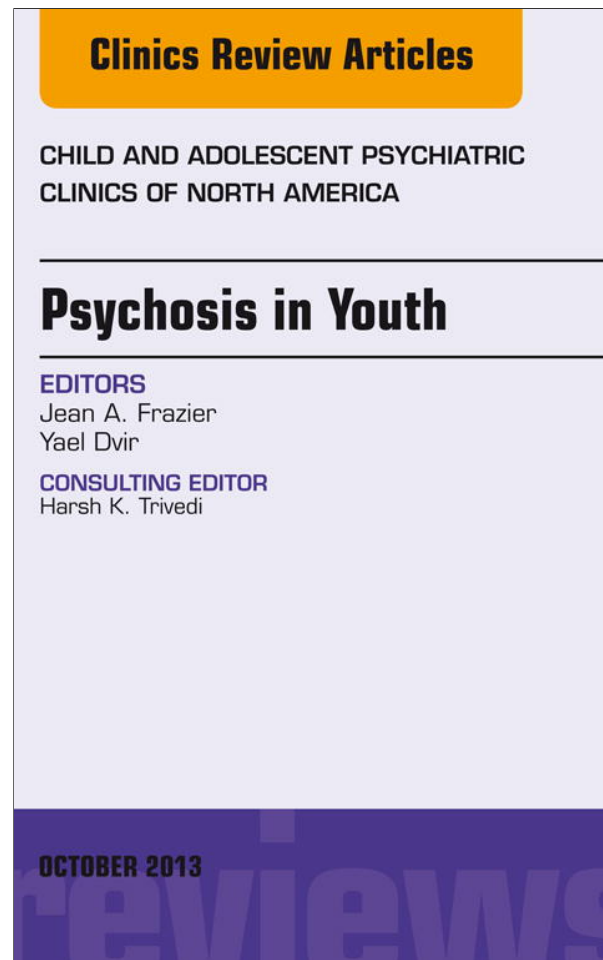 Clinics Review Articles
CHILD AND ADOLESCENT PSYCHIATRIC
CLINICS OF NORTH AMERICA
Psychosis in Youth
EDITORS
Jean A. Frazier
Yael Dvir
CONSULTING EDITOR
Harsh K. Trivedi
OCTOBER 2013
reviews